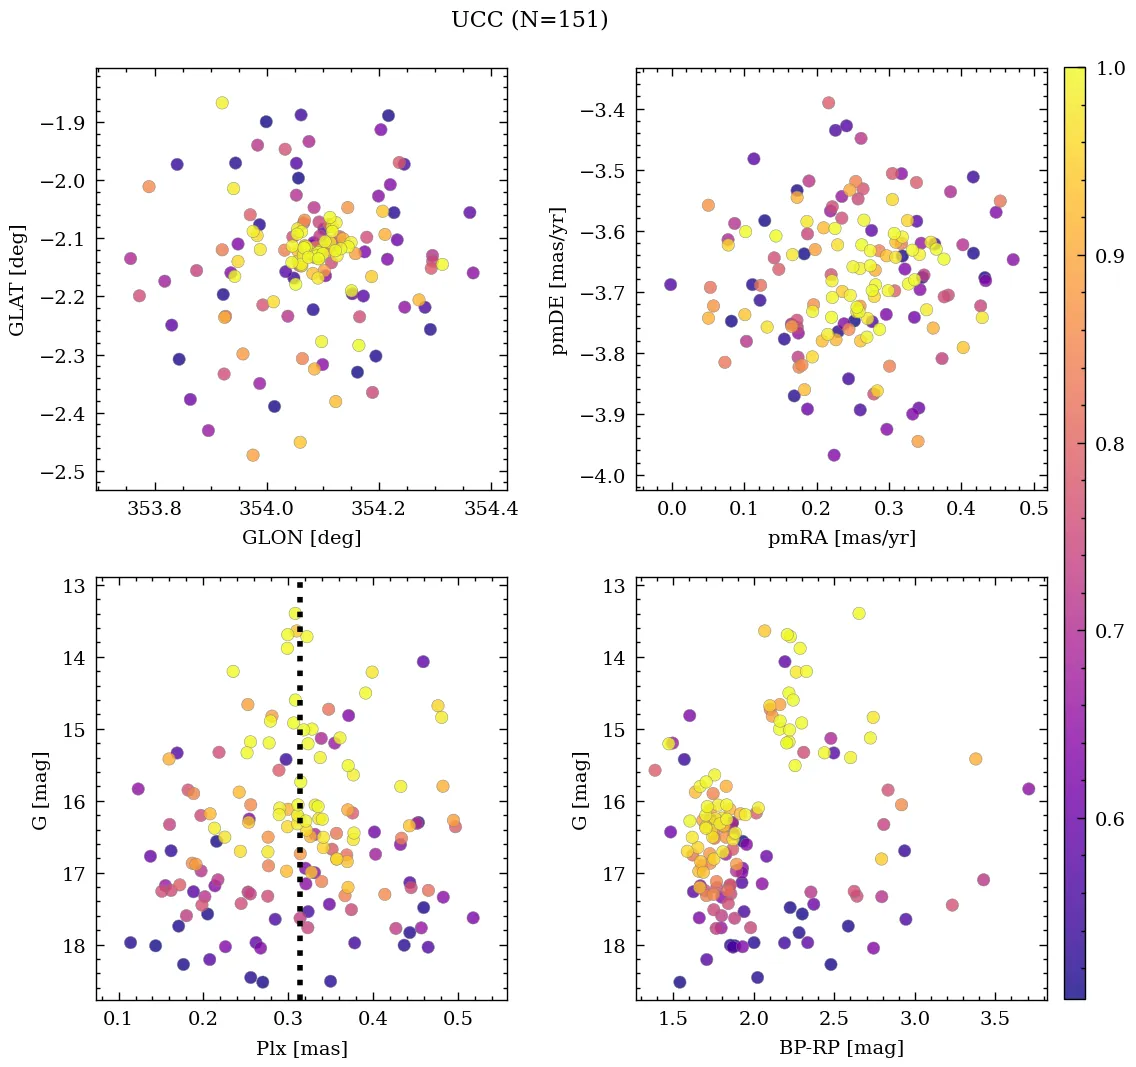 UCC (N=151)
−1.9
−2.0
−2.1
−2.2
−2.3
−2.4
−2.5
GLAT [deg]
353.8 354.0 354.2 354.4
GLON [deg]
−3.4
−3.5
−3.6
−3.7
−3.8
−3.9
−4.0
pmDE [mas/yr]
0.0 0.1 0.2 0.3 0.4 0.5
pmRA [mas/yr]
13
14
15
16
17
18
G [mag]
0.1 0.2 0.3 0.4 0.5
Plx [mas]
13
14
15
16
17
18
G [mag]
1.5 2.0 2.5 3.0 3.5
BP-RP [mag]
1.0
0.9
0.8
0.7
0.6